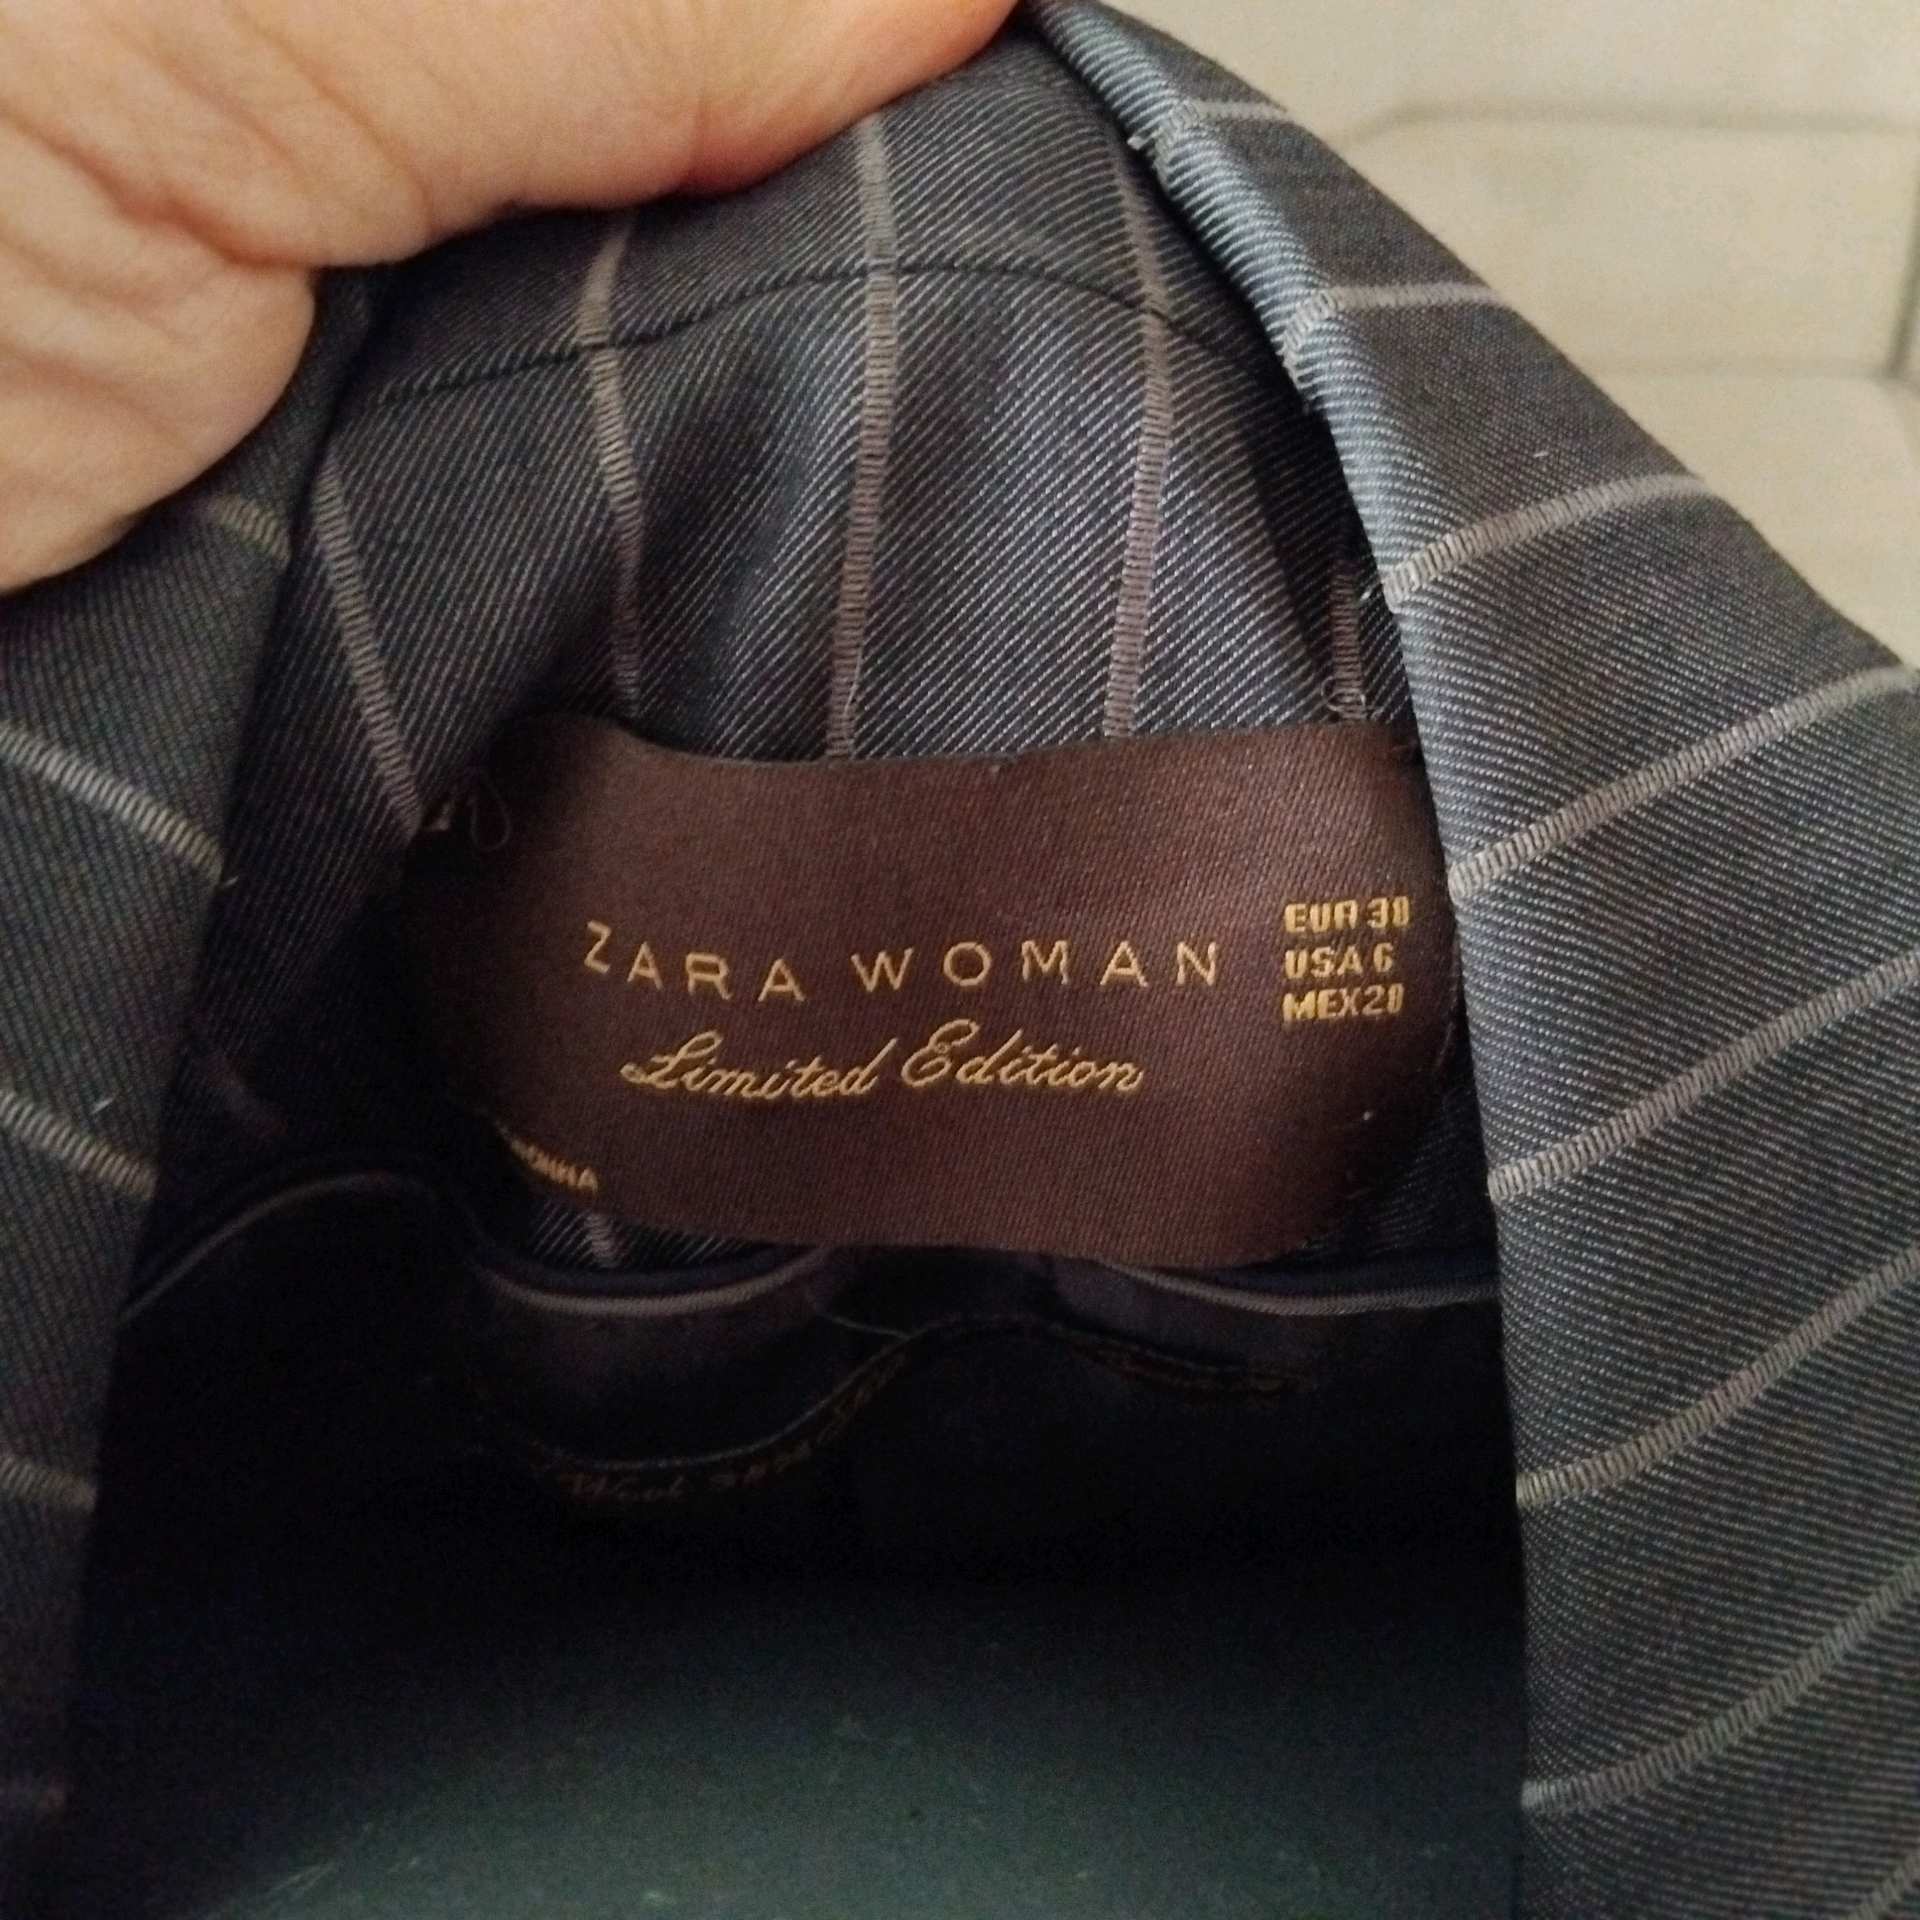 ZARA WOMAN
Limited Edition
EUR 38
USA 6
MEX 28